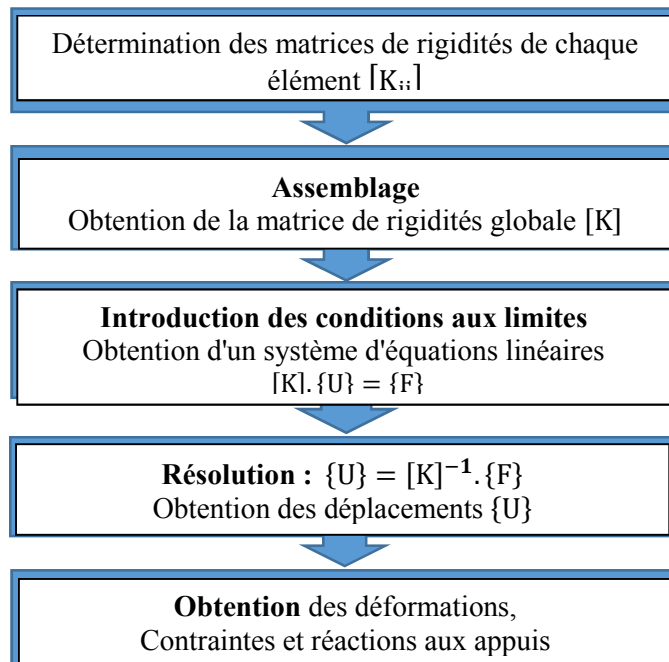 Détermination des matrices de rigidités de chaque
élément [Kᵢᵢ]
Assemblage
Obtention de la matrice de rigidités globale [K]
Introduction des conditions aux limites
Obtention d'un système d'équations linéaires
[K]. {U} = {F}
Résolution : {U} = [K]⁻¹. {F}
Obtention des déplacements {U}
Obtention des déformations,
Contraintes et réactions aux appuis